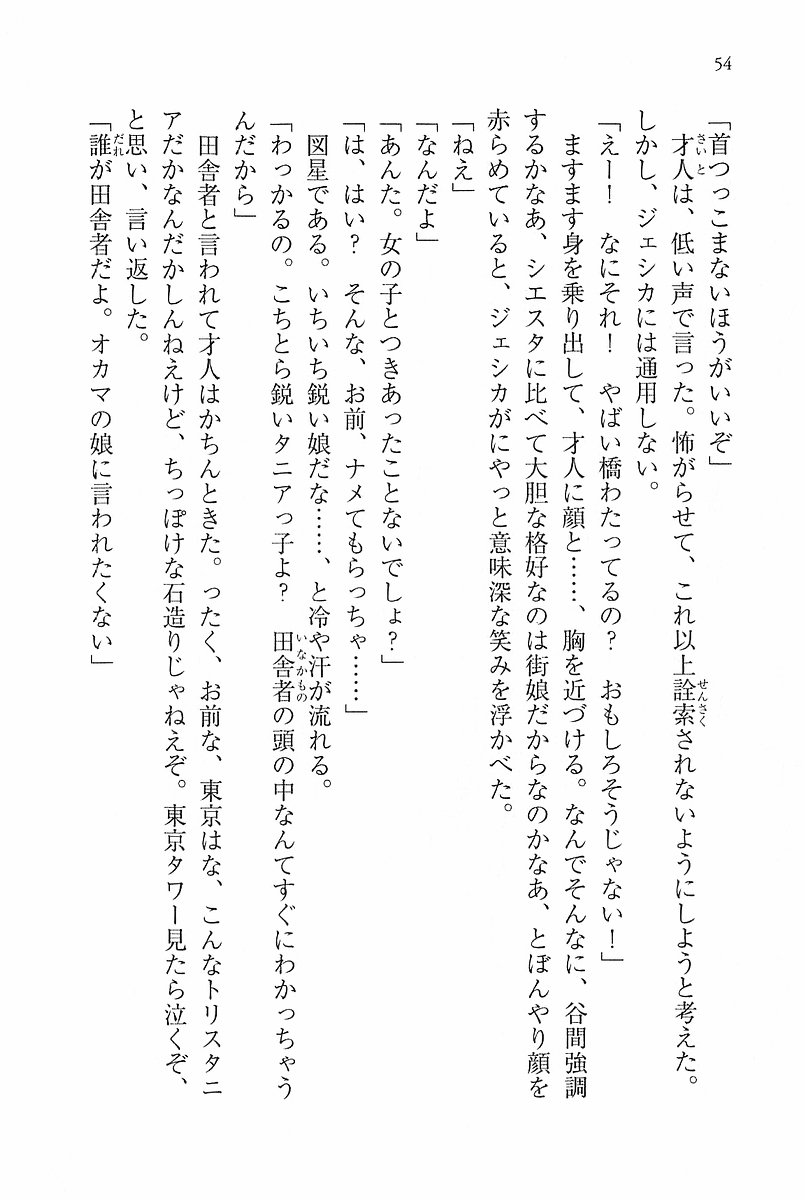 54
「首つっこまないほうがいいぞ」
才人は、低い声で言った。怖がらせて、これ以上詮索されないようにしようと考えた。
しかし、ジェシカには通用しない。
「えー！　なにそれ！　やばい橋わたってるの？　おもしろそうじゃない！」
ますます身を乗り出して、才人に顔と……、胸を近づける。なんでそんなに、谷間強調
するかなあ、シエスタに比べて大胆な格好なのは街娘だからなのかなあ、とぼんやり顔を
赤らめていると、ジェシカがにやっと意味深な笑みを浮かべた。
「ねえ」
「なんだよ」
「あんた。女の子とつきあったことないでしょ？」
「は、はい？　そんな、お前、ナメてもらっちゃ……」
図星である。いちいち鋭い娘だな……、と冷や汗が流れる。
「わっかるの。こちとら鋭いタニアっ子よ？　田舎者の頭の中なんてすぐにわかっちゃう
んだから」
田舎者と言われて才人はかちんときた。ったく、お前な、東京はな、こんなトリスタニ
アだかなんだかしんねえけど、ちっぽけな石造りじゃねえぞ。東京タワー見たら泣くぞ、
と思い、言い返した。
「誰が田舎者だよ。オカマの娘に言われたくない」